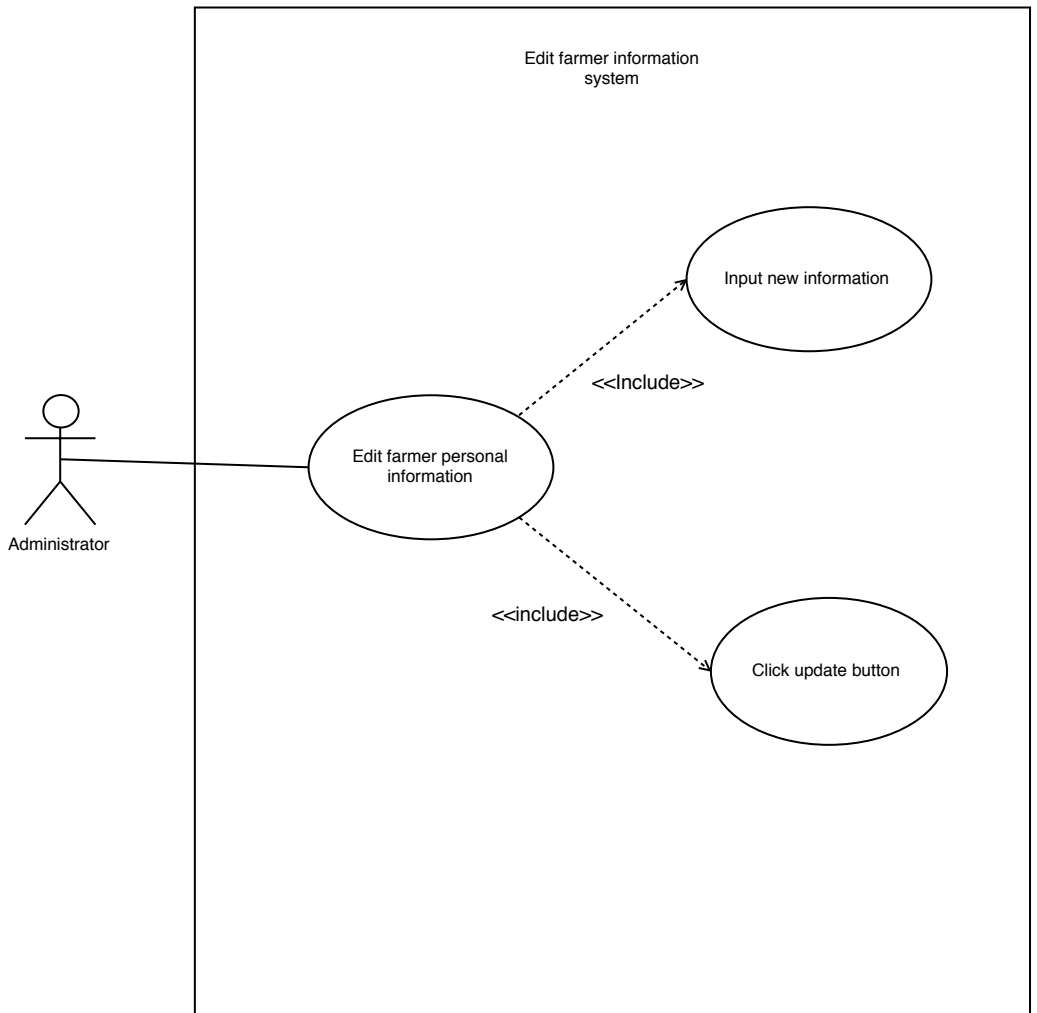 Edit farmer information
system
Input new information
<<Include>>
Edit farmer personal
information
Administrator
<<include>>
Click update button